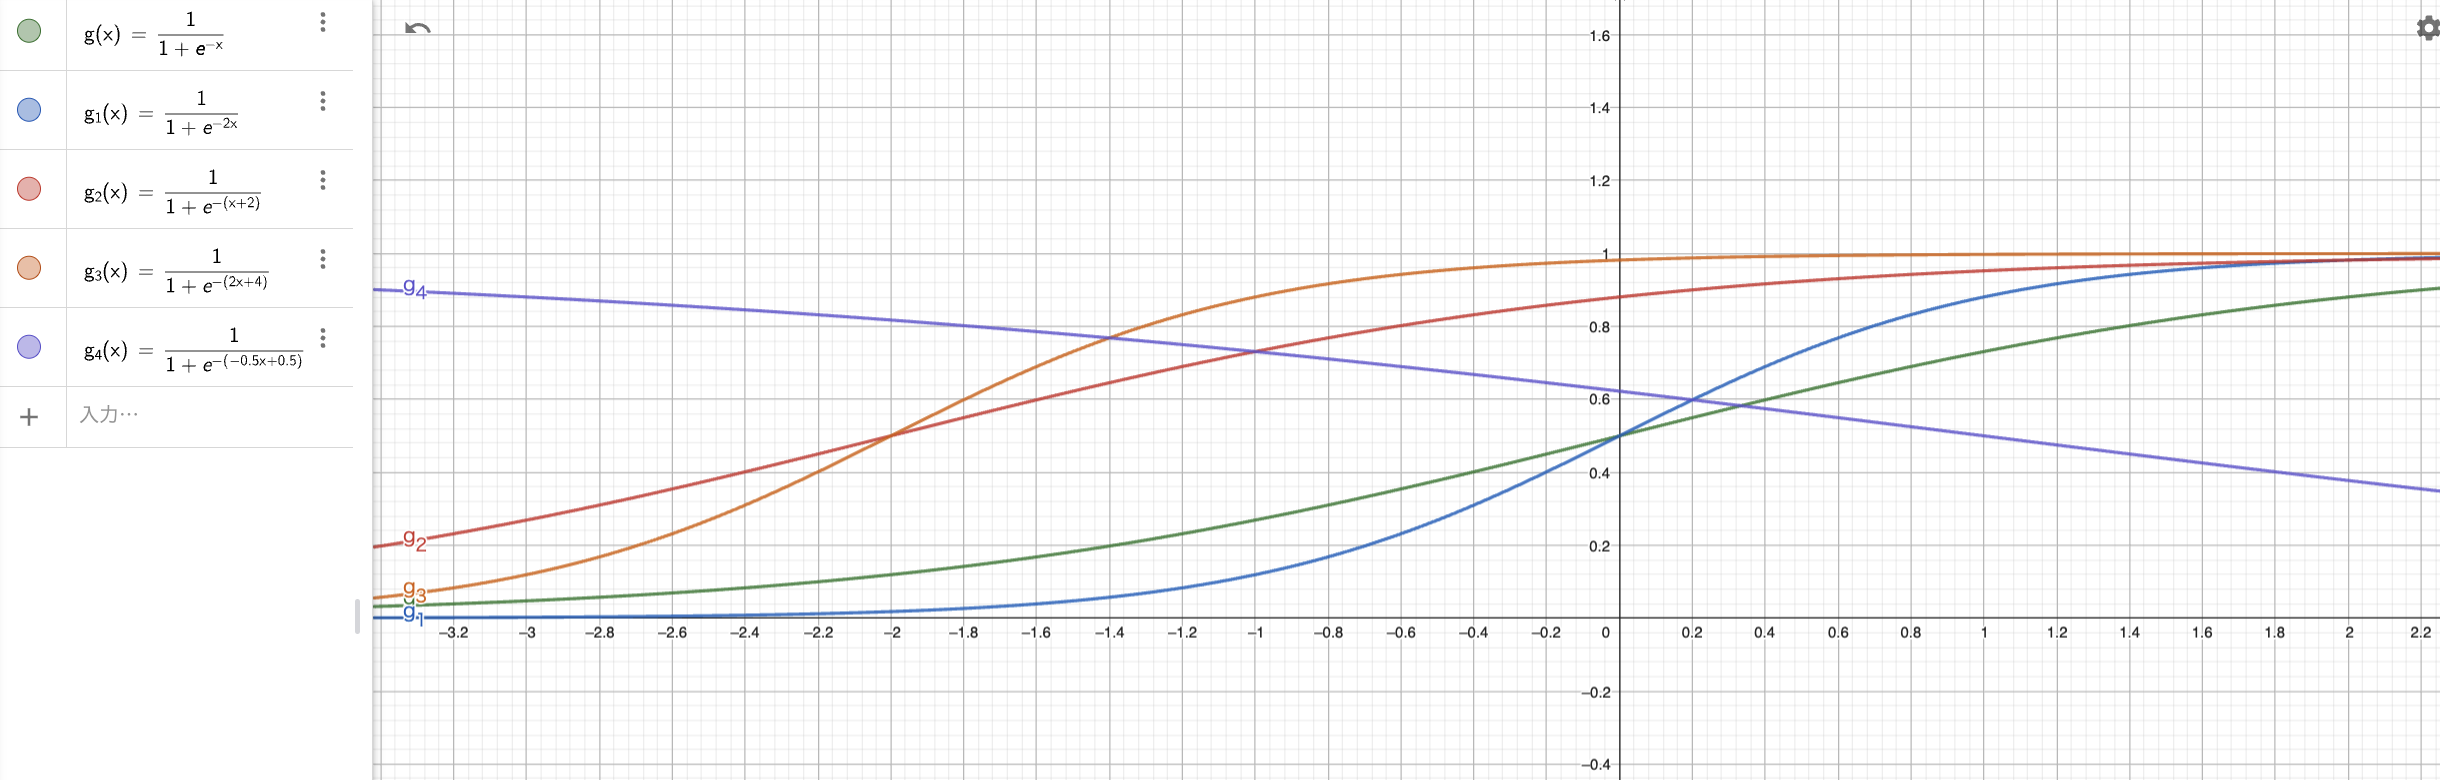 g(x) = 1/(1 + e^(−x))
g₁(x) = 1/(1 + e^(−2x))
g₂(x) = 1/(1 + e^(−(x+2)))
g₃(x) = 1/(1 + e^(−(2x+4)))
g₄(x) = 1/(1 + e^(−(−0.5x+0.5)))
+ 入力…
1.6
1.4
1.2
1
0.8
0.6
0.4
0.2
g₄
g₂
g₃
g₁
−3.2 −3 −2.8 −2.6 −2.4 −2.2 −2 −1.8 −1.6 −1.4 −1.2 −1 −0.8 −0.6 −0.4 −0.2 0 0.2 0.4 0.6 0.8 1 1.2 1.4 1.6 1.8 2 2.2
−0.2
−0.4